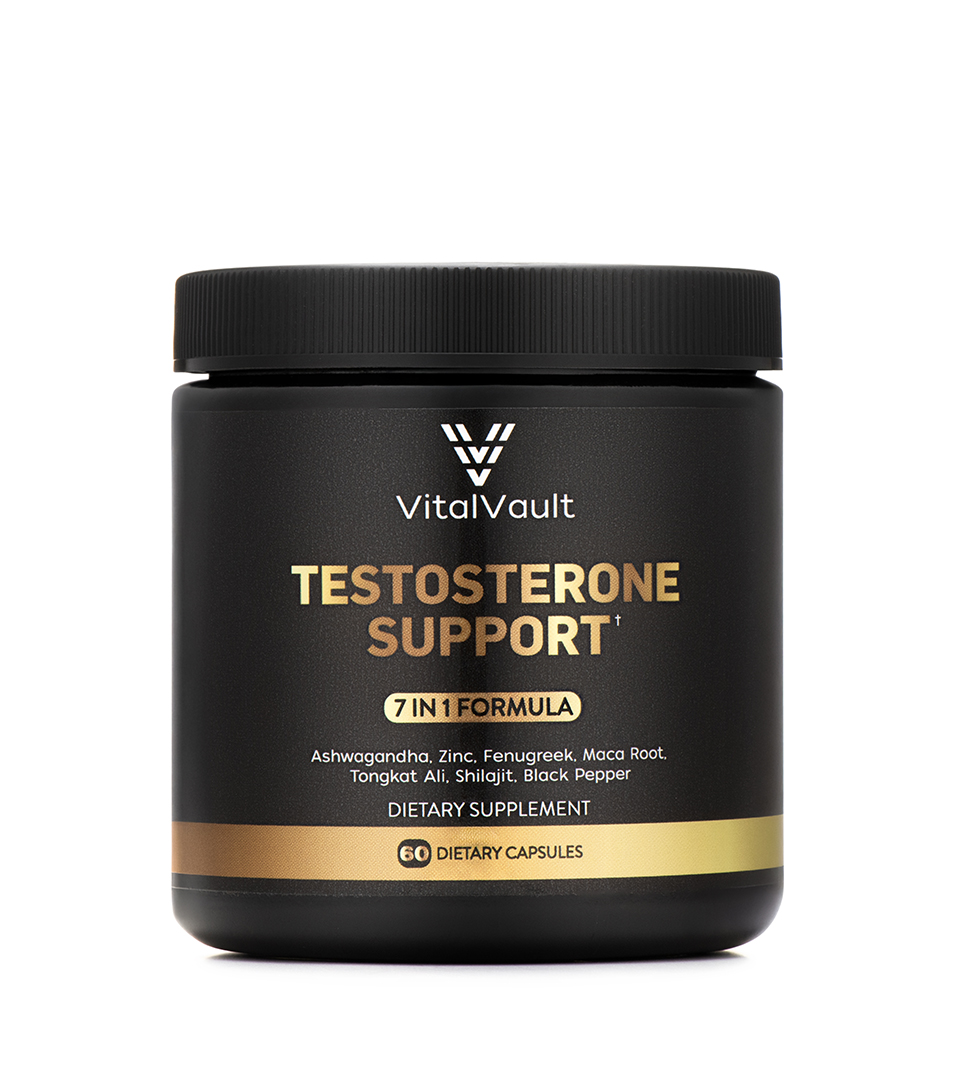 VitalVault
TESTOSTERONE
SUPPORT†
7 IN 1 FORMULA
Ashwagandha, Zinc, Fenugreek, Maca Root,
Tongkat Ali, Shilajit, Black Pepper
DIETARY SUPPLEMENT
60 DIETARY CAPSULES